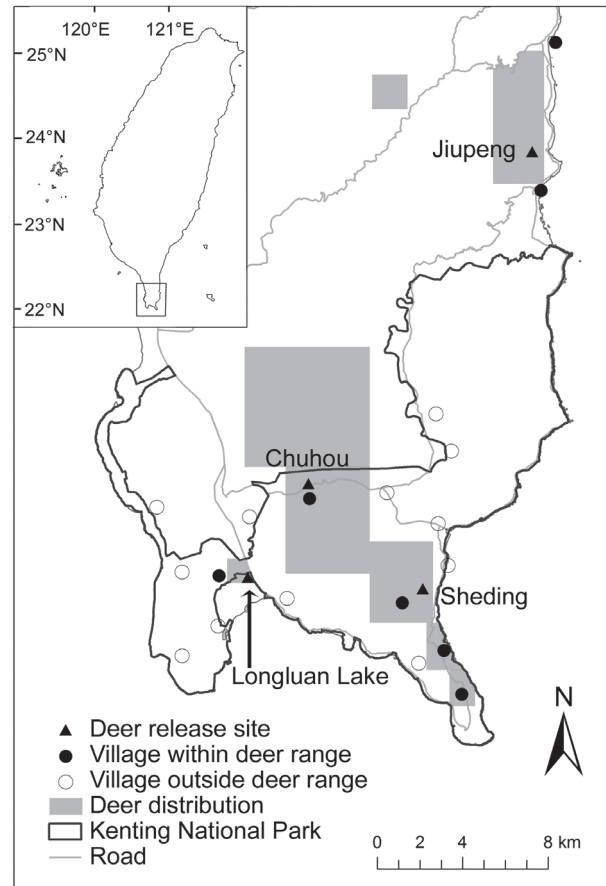 120°E 121°E
25°N
24°N
23°N
22°N
Jiupeng
Chuhou
Sheding
Longluan Lake
N
Deer release site
Village within deer range
Village outside deer range
Deer distribution
Kenting National Park
Road
0 2 4 8 km